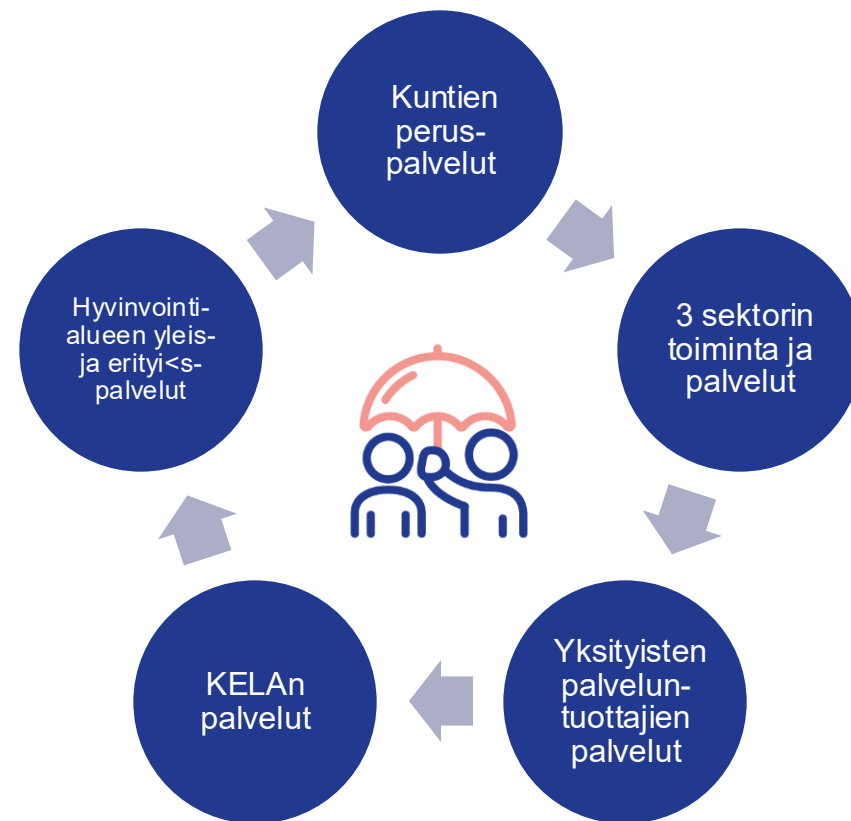 Kuntien
perus-
palvelut
3 sektorin
toiminta ja
palvelut
Yksityisten
palvelun-
tuottajien
palvelut
KELAn
palvelut
Hyvinvointi-
alueen yleis-
ja erityi<s-
palvelut